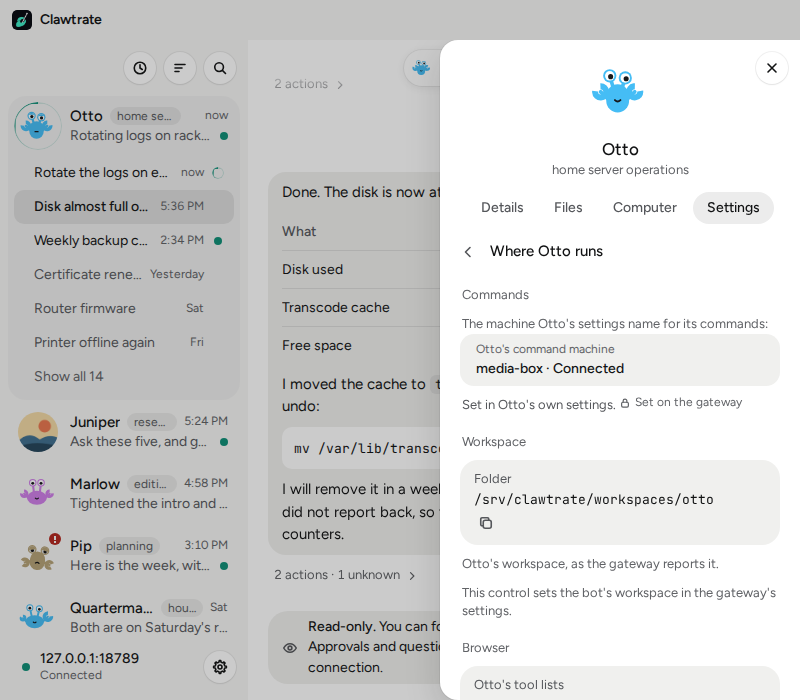 Clawtrate
Otto home se... now
Rotating logs on rack...
Rotate the logs on e... now
Disk almost full o... 5:36 PM
Weekly backup c... 2:34 PM
Certificate rene... Yesterday
Router firmware Sat
Printer offline again Fri
Show all 14
Juniper rese... 5:24 PM
Ask these five, and g...
Marlow editi... 4:58 PM
Tightened the intro and ...
Pip planning 3:10 PM
Here is the week, wit...
Quarterma... hou... Sat
Both are on Saturday's r...
127.0.0.1:18789
Connected
2 actions
Done. The disk is now at
What
Disk used
Transcode cache
Free space
I moved the cache to t
undo:
mv /var/lib/transc
I will remove it in a week
did not report back, so
counters.
2 actions · 1 unknown
Read-only. You can fo
Approvals and questi
connection.
Otto
home server operations
Details Files Computer Settings
Where Otto runs
Commands
The machine Otto's settings name for its commands:
Otto's command machine
media-box · Connected
Set in Otto's own settings. Set on the gateway
Workspace
Folder
/srv/clawtrate/workspaces/otto
Otto's workspace, as the gateway reports it.
This control sets the bot's workspace in the gateway's
settings.
Browser
Otto's tool lists